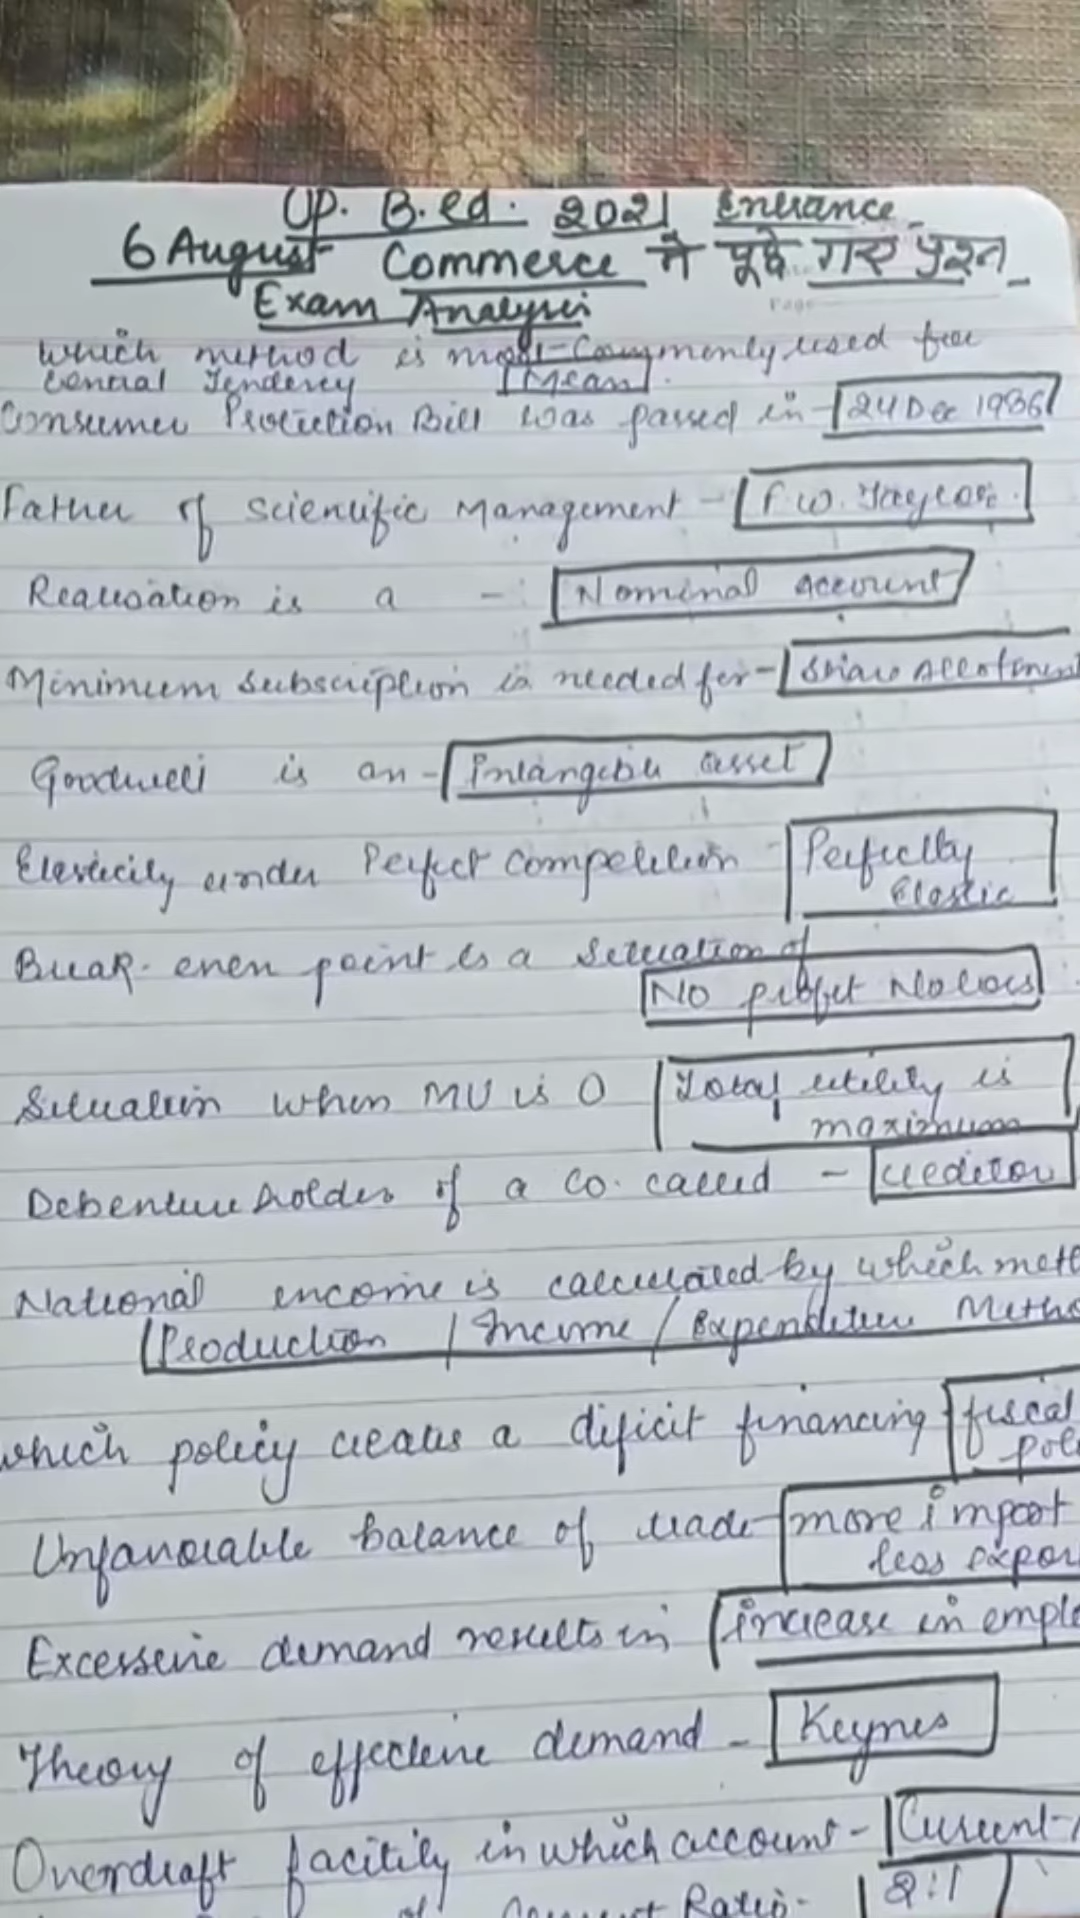 UP. B.ed. 2021 Entrance
6 August Commerce में पूछे गए प्रश्न
Exam Analysis
Which method is most Commonly used for
Central Tendency Mean
Consumer Protection Bill was passed in - 24 Dec 1986
Father of scientific Management - F.W. Taylor.
Realisation is a - Nominal account
Minimum subscription is needed for - Share Allotment
Goodwill is an - Intangible asset
Elasticity under Perfect Competition - Perfectly
Elastic
Break-even point is a situation of
No profit No loss
Situation when MU is 0 Total utility is
maximum
Debenture holder of a co. called - creditor
National income is calculated by which meth
Production / Income / Expenditure Metho
which policy creates a deficit financing fiscal
pol
Unfavourable balance of trade - more import
less expor
Excessive demand results in increase in emplo
Theory of effective demand - Keynes
Overdraft facility in which account - Current
Ratio - 2:1